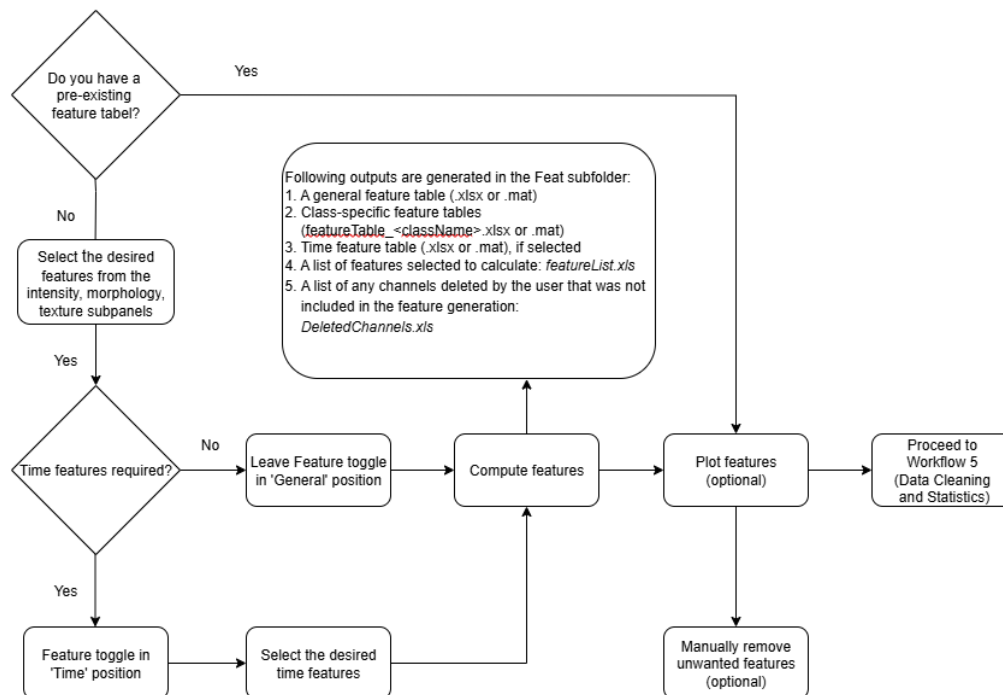 Do you have a
pre-existing
feature tabel?
Yes
No
Select the desired
features from the
intensity, morphology,
texture subpanels
Yes
Following outputs are generated in the Feat subfolder:
1. A general feature table (.xlsx or .mat)
2. Class-specific feature tables
(featureTable_<className>.xlsx or .mat)
3. Time feature table (.xlsx or .mat), if selected
4. A list of features selected to calculate: featureList.xls
5. A list of any channels deleted by the user that was not
included in the feature generation:
DeletedChannels.xls
Time features required?
No
Leave Feature toggle
in 'General' position
Compute features
Plot features
(optional)
Proceed to
Workflow 5
(Data Cleaning
and Statistics)
Yes
Feature toggle in
'Time' position
Select the desired
time features
Manually remove
unwanted features
(optional)